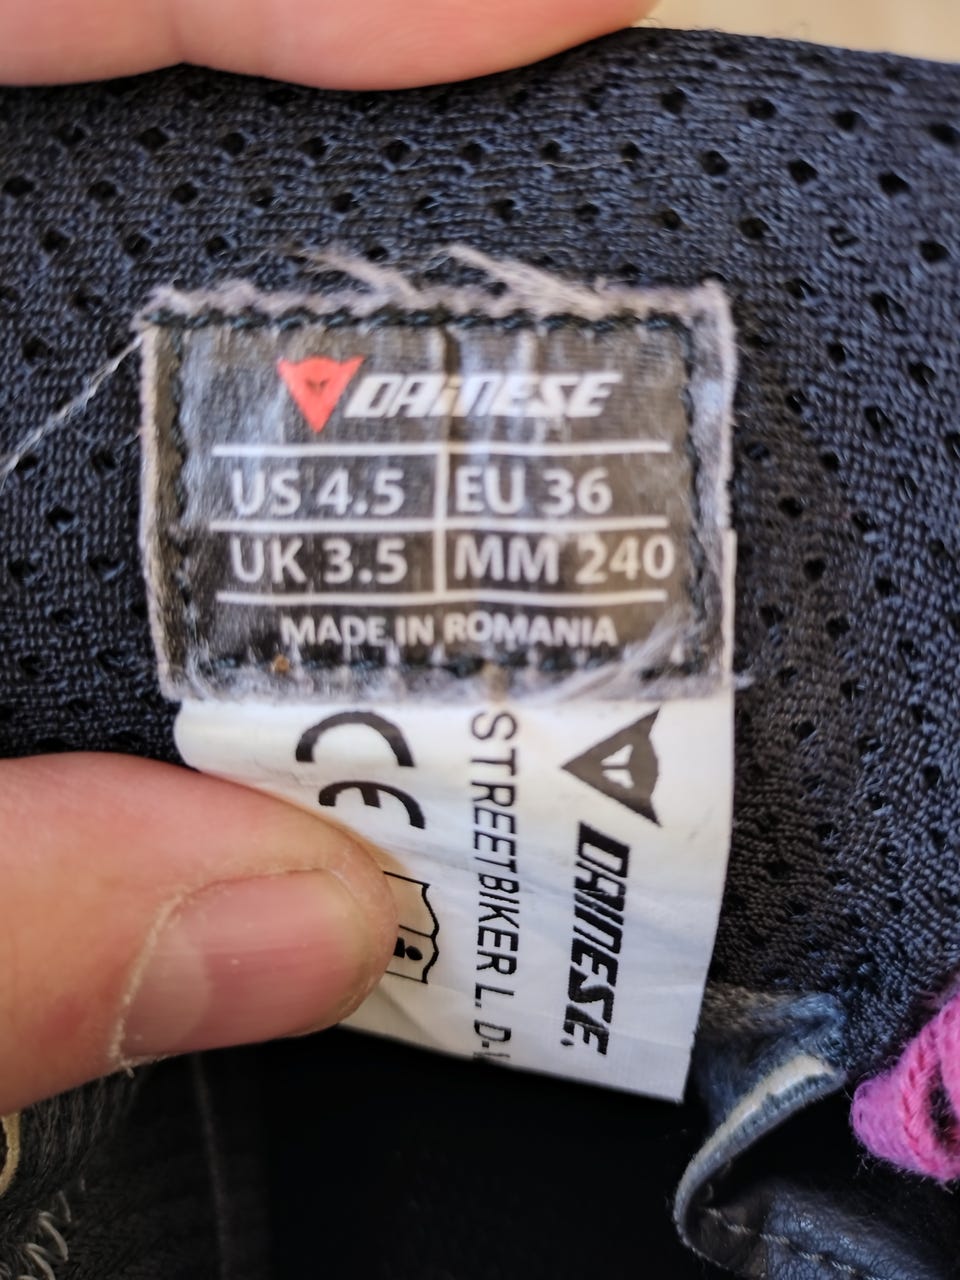 DAINESE
US 4.5 EU 36
UK 3.5 MM 240
MADE IN ROMANIA
CE
STREETBIKER L. D-
DAINESE.